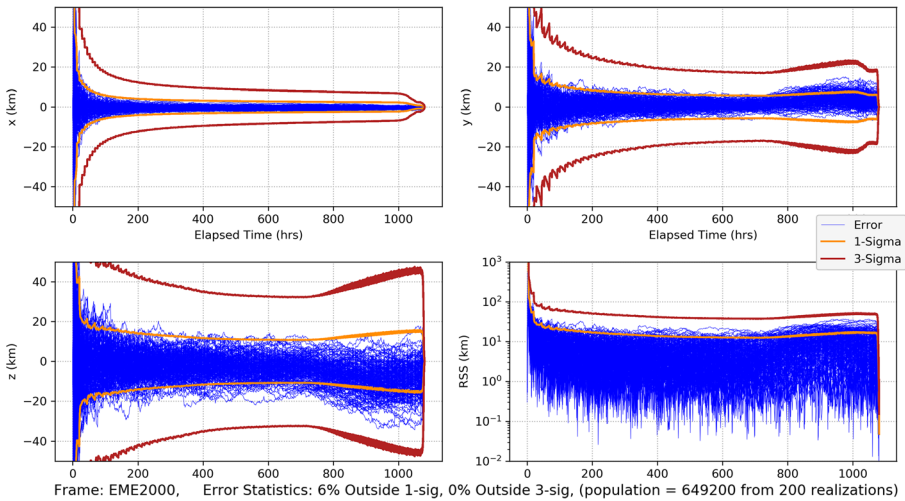 40
20
0
−20
−40
x (km)
0 200 400 600 800 1000
Elapsed Time (hrs)
40
20
0
−20
−40
y (km)
0 200 400 600 800 1000
Elapsed Time (hrs)
Error
1-Sigma
3-Sigma
40
20
0
−20
−40
z (km)
0 200 400 600 800 1000
10³
10²
10¹
10⁰
10⁻¹
10⁻²
RSS (km)
0 200 400 600 800 1000
Frame: EME2000, Error Statistics: 6% Outside 1-sig, 0% Outside 3-sig, (population = 649200 from 200 realizations)